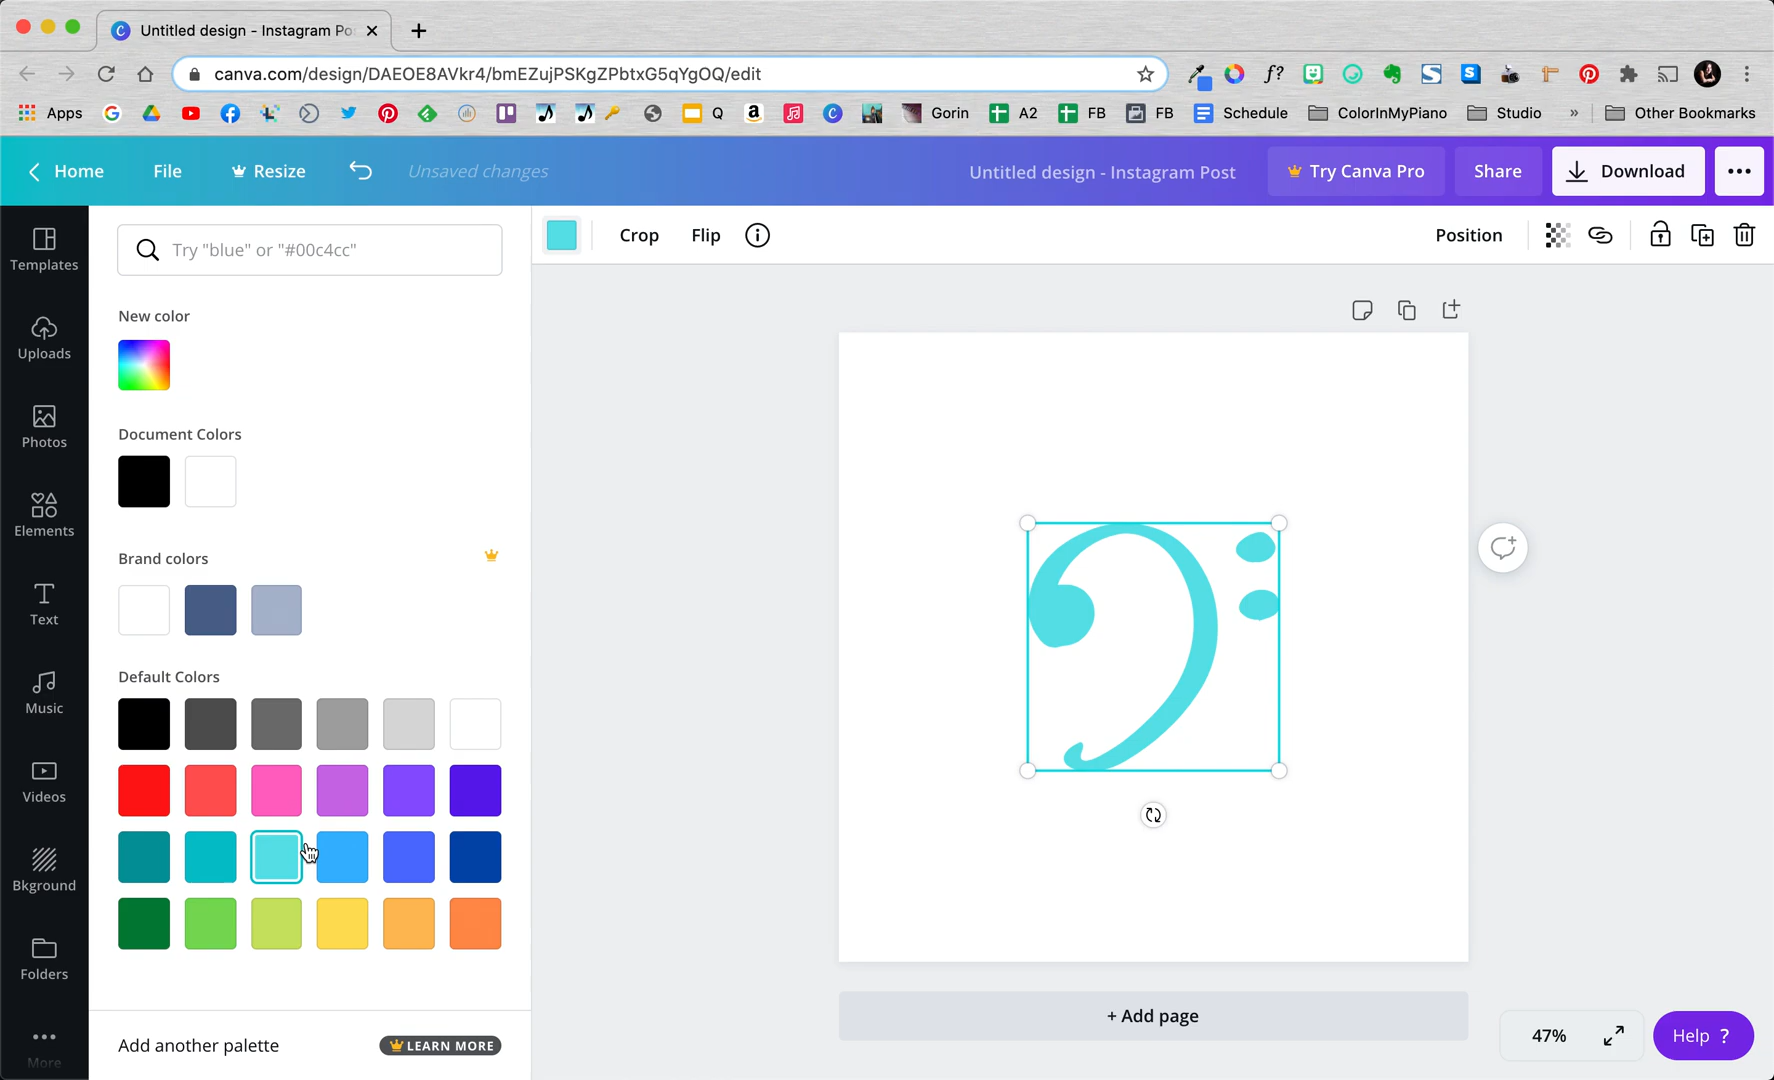 Untitled design - Instagram Po
canva.com/design/DAEOE8AVkr4/bmEZujPSKgZPbtxG5qYgOQ/edit
Apps Q Gorin A2 FB FB Schedule ColorInMyPiano Studio » Other Bookmarks
Home File Resize Unsaved changes Untitled design - Instagram Post Try Canva Pro Share Download
Crop Flip Position
Templates
Uploads
Photos
Elements
Text
Music
Videos
Bkground
Folders
More
Try "blue" or "#00c4cc"
New color
Document Colors
Brand colors
Default Colors
Add another palette LEARN MORE
+ Add page
47% Help ?